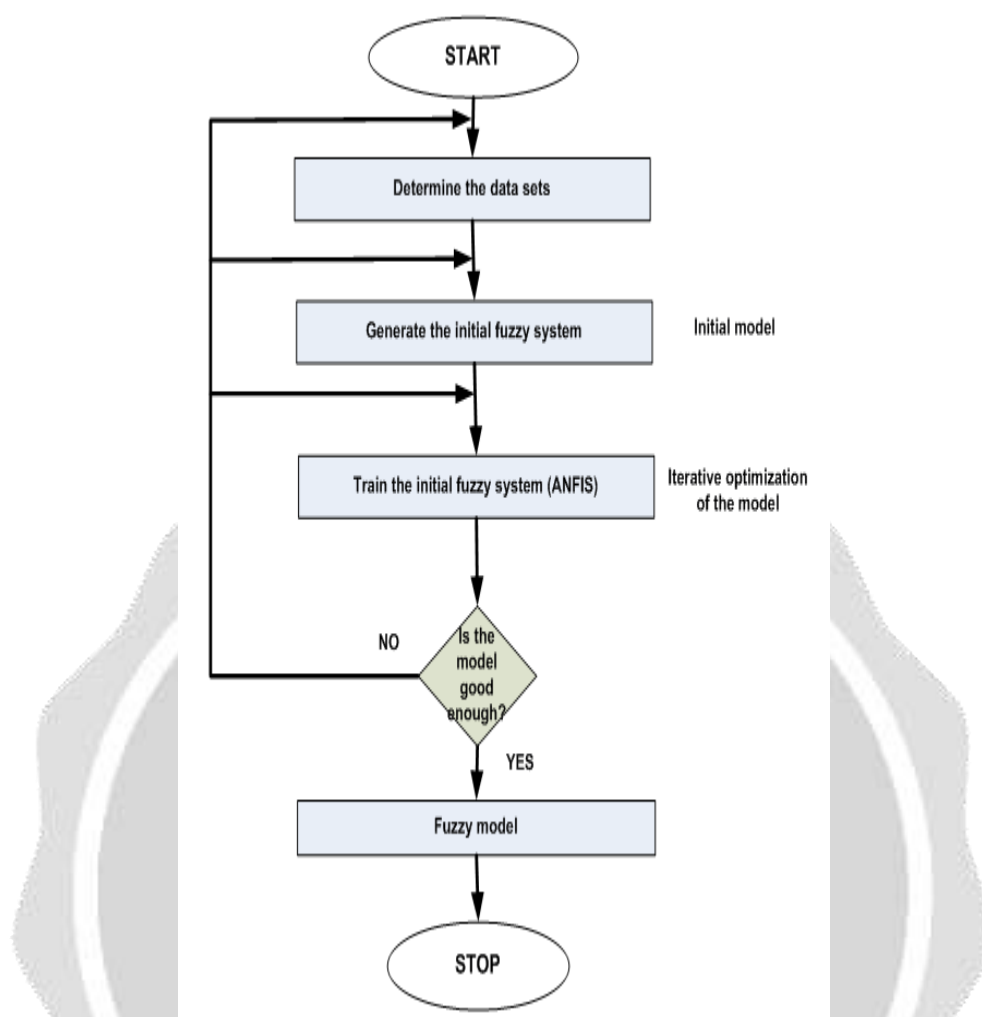 START
Determine the data sets
Generate the initial fuzzy system
Initial model
Train the initial fuzzy system (ANFIS)
Iterative optimization
of the model
NO
Is the
model
good
enough?
YES
Fuzzy model
STOP